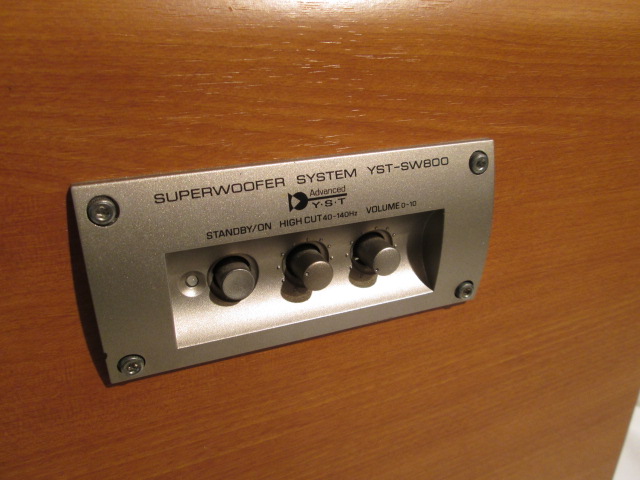 SUPERWOOFER SYSTEM YST-SW800
Advanced
Y·S·T
STANDBY/ON HIGH CUT 40-140Hz VOLUME 0-10